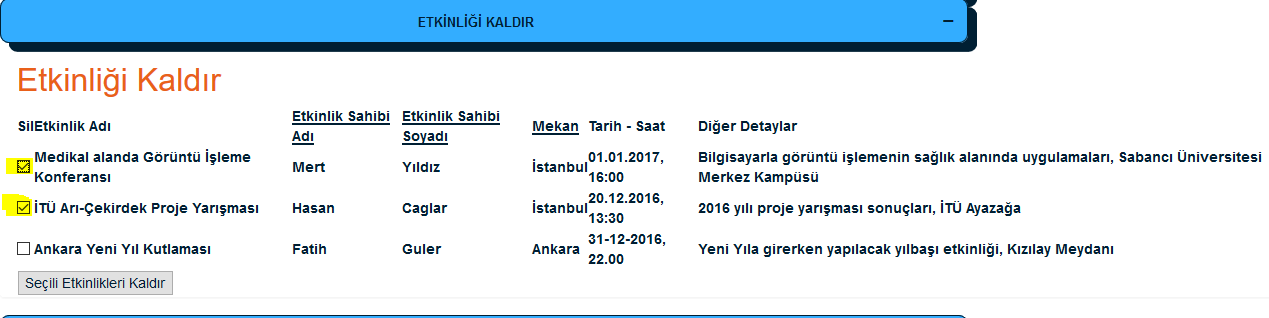 ETKİNLİĞİ KALDIR
Etkinliği Kaldır
SilEtkinlik Adı Etkinlik Sahibi Adı Etkinlik Sahibi Soyadı Mekan Tarih - Saat Diğer Detaylar
Medikal alanda Görüntü İşleme Konferansı Mert Yıldız İstanbul 01.01.2017, 16:00 Bilgisayarla görüntü işlemenin sağlık alanında uygulamaları, Sabancı Üniversitesi Merkez Kampüsü
İTÜ Arı-Çekirdek Proje Yarışması Hasan Caglar İstanbul 20.12.2016, 13:30 2016 yılı proje yarışması sonuçları, İTÜ Ayazağa
Ankara Yeni Yıl Kutlaması Fatih Guler Ankara 31-12-2016, 22.00 Yeni Yıla girerken yapılacak yılbaşı etkinliği, Kızılay Meydanı
Seçili Etkinlikleri Kaldır